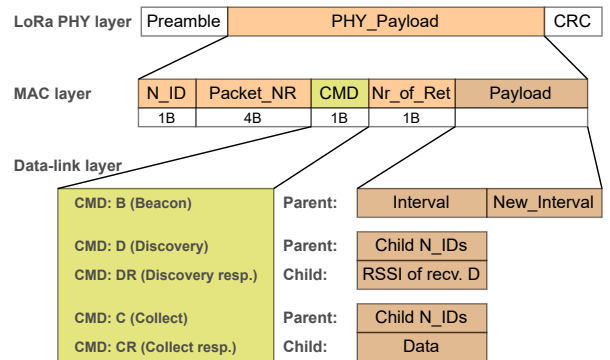 LoRa PHY layer Preamble PHY_Payload CRC
MAC layer N_ID Packet_NR CMD Nr_of_Ret Payload
1B 4B 1B 1B
Data-link layer
CMD: B (Beacon) Parent: Interval New_Interval
CMD: D (Discovery) Parent: Child N_IDs
CMD: DR (Discovery resp.) Child: RSSI of recv. D
CMD: C (Collect) Parent: Child N_IDs
CMD: CR (Collect resp.) Child: Data